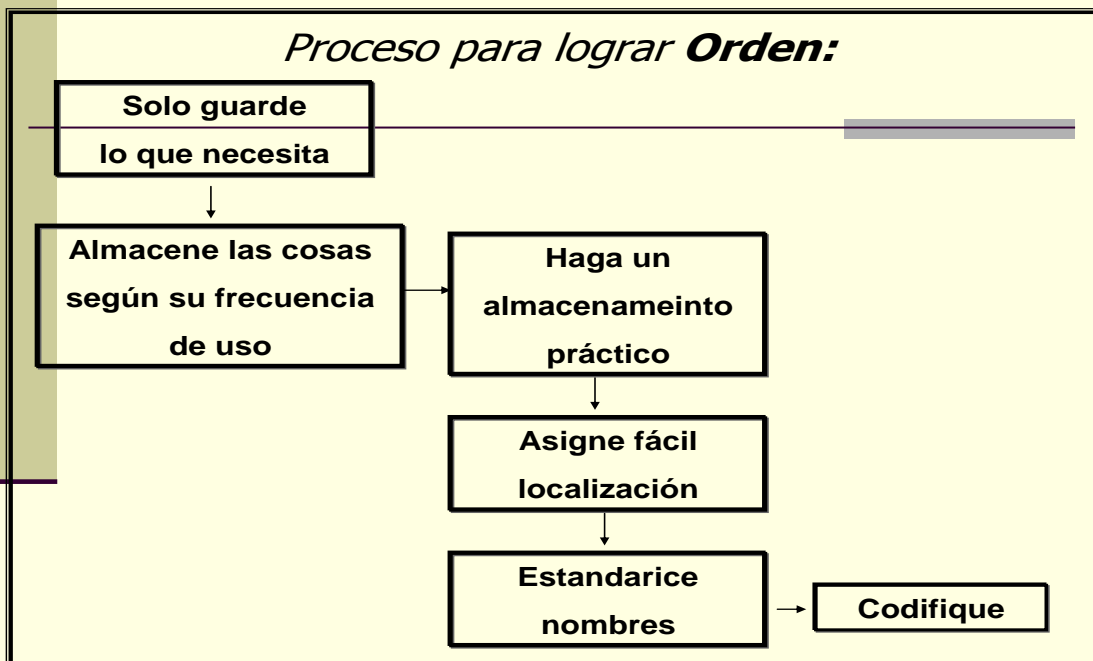 Proceso para lograr Orden:
Solo guarde
lo que necesita
Almacene las cosas
según su frecuencia
de uso
Haga un
almacenameinto
práctico
Asigne fácil
localización
Estandarice
nombres
Codifique